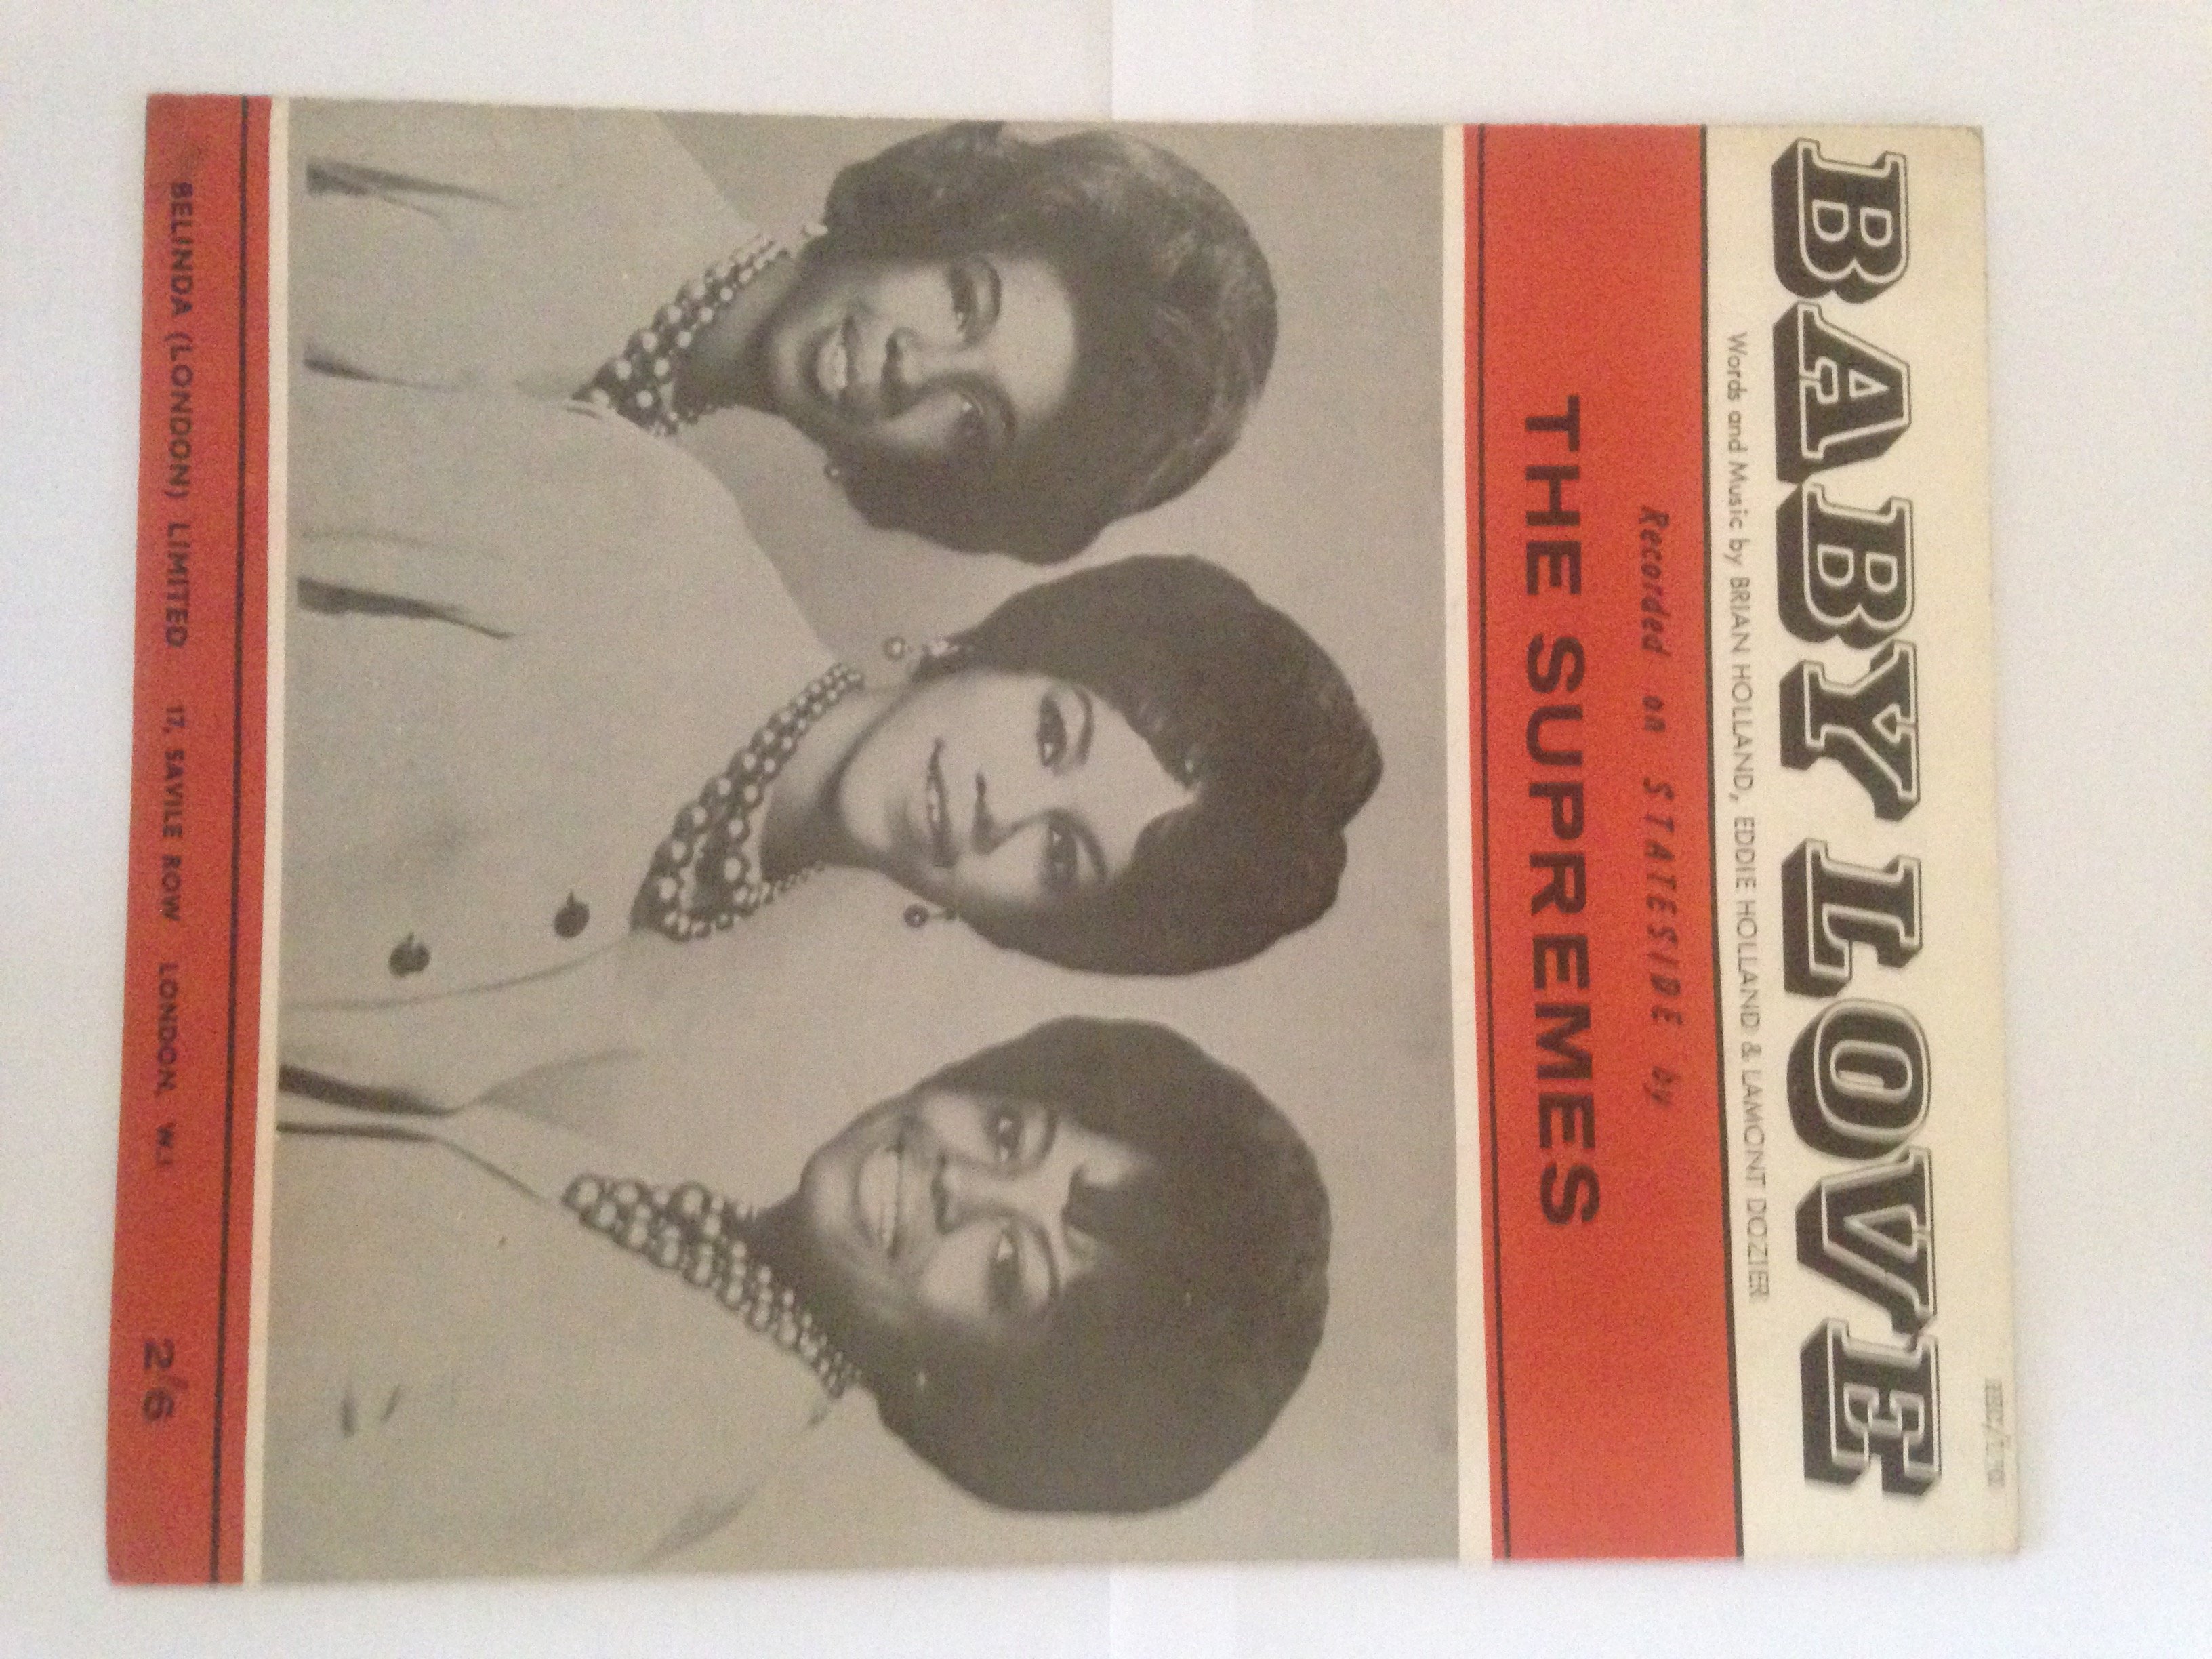 BABY LOVE
Words and Music by BRIAN HOLLAND, EDDIE HOLLAND & LAMONT DOZIER
Recorded on STATESIDE by
THE SUPREMES
BELINDA (LONDON) LIMITED 17, SAVILE ROW LONDON, W.1
2/6